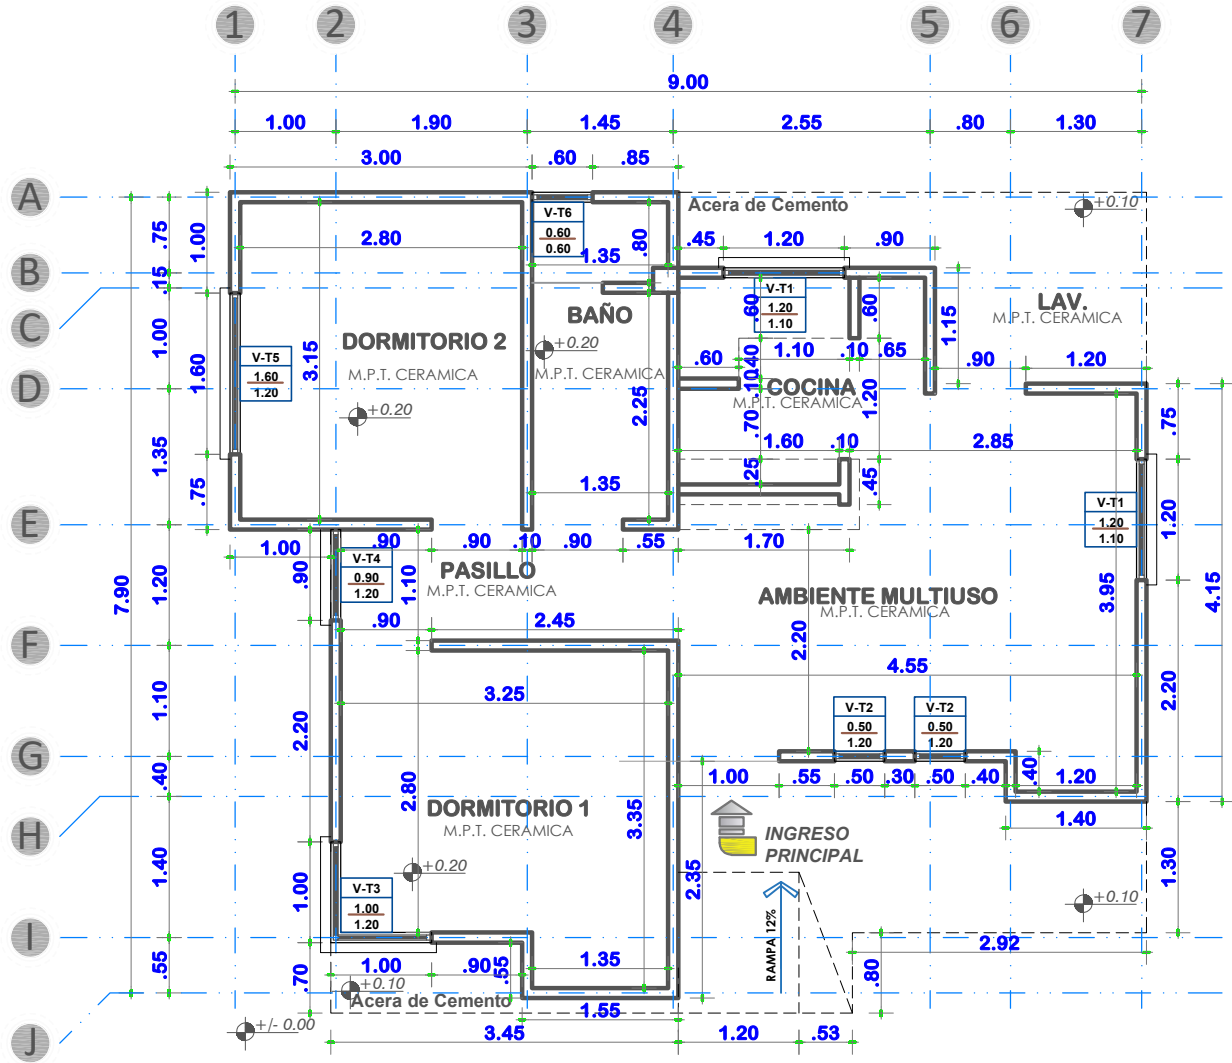 1 2 3 4 5 6 7
9.00
1.00 1.90 1.45 2.55 .80 1.30
3.00 .60 .85
A
B
C
D
E
F
G
H
I
J
7.90
.75
.15
1.00
1.35
1.20
1.10
.40
1.40
.55
1.00
1.60
.75
2.80
3.15
V-T5
1.60
1.20
DORMITORIO 2
M.P.T. CERAMICA
+0.20
V-T6
0.60
0.60
1.35
.80
BAÑO
+0.20
M.P.T. CERAMICA
2.25
1.35
Acera de Cemento
+0.10
.45 1.20 .90
V-T1
1.20
1.10
.60
.60
.60 1.10 .10 .65
.40
.10
.70
.25
COCINA
M.P.T. CERAMICA
1.20
1.60 .10 2.85
.45
1.15
LAV.
M.P.T. CERAMICA
.90 1.20
.75
V-T1
1.20
1.10
1.20
3.95
4.15
2.20
1.30
1.00 .90 .90 .10 .90 .55 1.70
.90
V-T4
0.90
1.20
1.10
PASILLO
M.P.T. CERAMICA
.90 2.45
AMBIENTE MULTIUSO
M.P.T. CERAMICA
2.20
4.55
3.25
2.20
2.80
3.35
DORMITORIO 1
M.P.T. CERAMICA
+0.20
V-T2
0.50
1.20
V-T2
0.50
1.20
1.00 .55 .50 .30 .50 .40
.40
1.20
1.40
INGRESO
PRINCIPAL
2.35
RAMPA 12%
+0.10
2.92
.80
1.00
V-T3
1.00
1.20
.70
1.00 .90
.55
1.35
+0.10
Acera de Cemento
1.55
+/- 0.00
3.45 1.20 .53